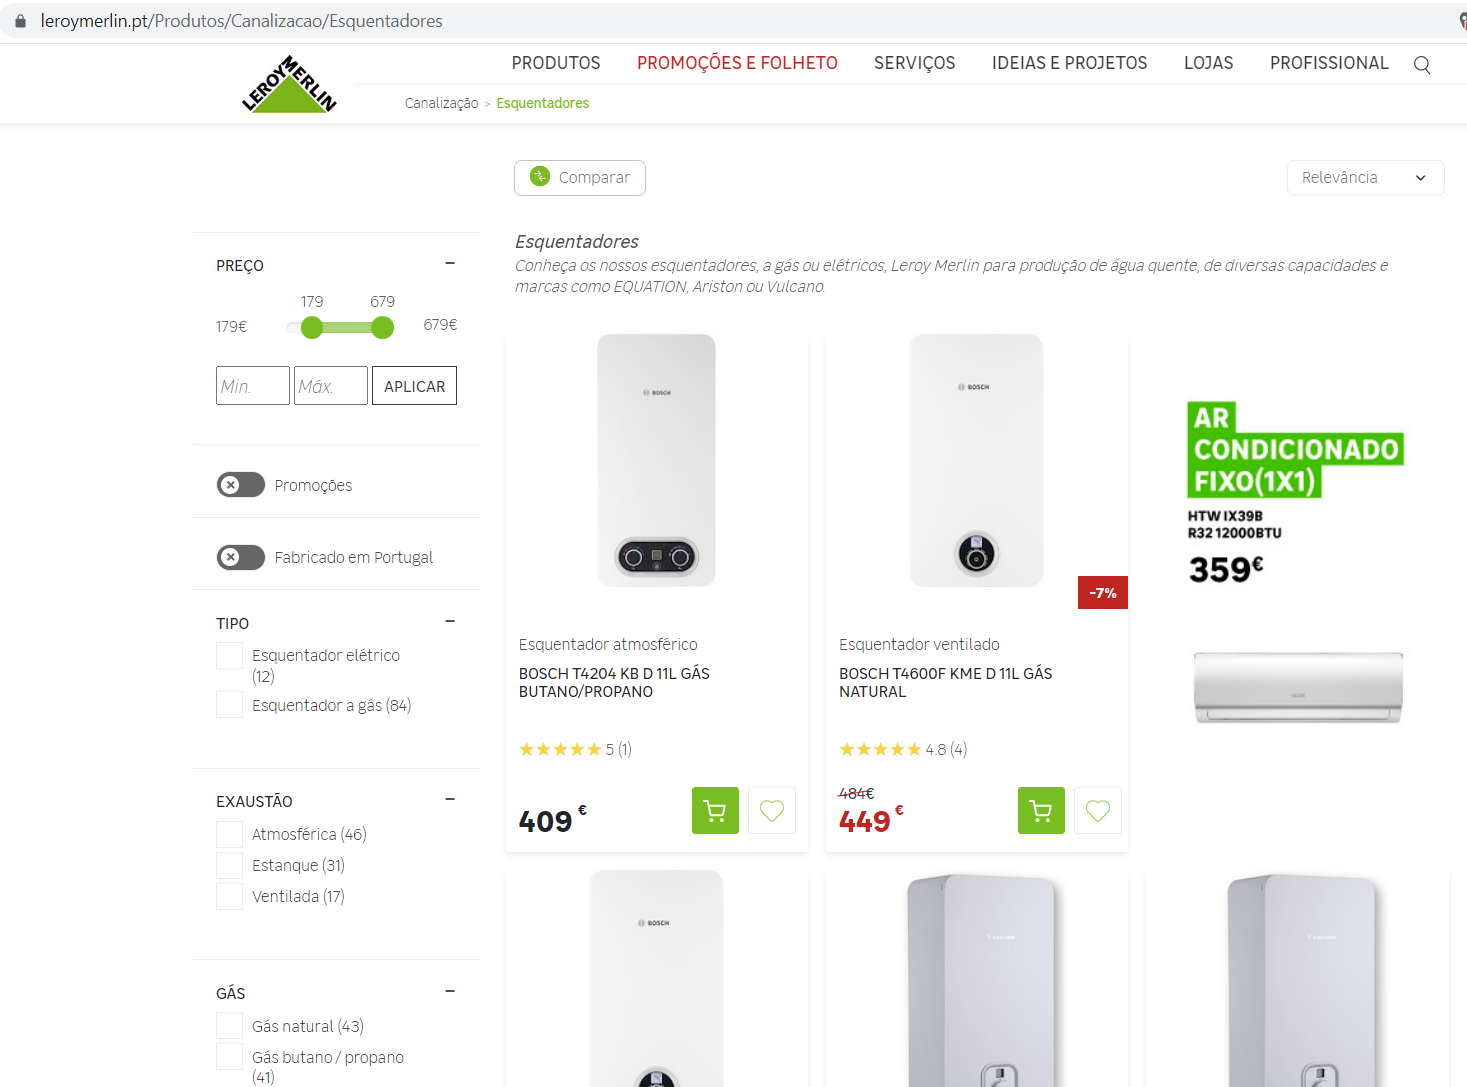 leroymerlin.pt/Produtos/Canalizacao/Esquentadores
LEROY MERLIN
PRODUTOS
PROMOÇÕES E FOLHETO
SERVIÇOS
IDEIAS E PROJETOS
LOJAS
PROFISSIONAL
Canalização > Esquentadores
Comparar
Relevância
PREÇO
179
679
179€
679€
Min.
Máx.
APLICAR
Promoções
Fabricado em Portugal
TIPO
Esquentador elétrico
(12)
Esquentador a gás (84)
EXAUSTÃO
Atmosférica (46)
Estanque (31)
Ventilada (17)
GÁS
Gás natural (43)
Gás butano / propano
(41)
Esquentadores
Conheça os nossos esquentadores, a gás ou elétricos, Leroy Merlin para produção de água quente, de diversas capacidades e
marcas como EQUATION, Ariston ou Vulcano.
BOSCH
Esquentador atmosférico
BOSCH T4204 KB D 11L GÁS
BUTANO/PROPANO
5 (1)
409 €
BOSCH
-7%
Esquentador ventilado
BOSCH T4600F KME D 11L GÁS
NATURAL
4.8 (4)
484€
449 €
AR
CONDICIONADO
FIXO(1X1)
HTW IX39B
R32 12000BTU
359€
BOSCH